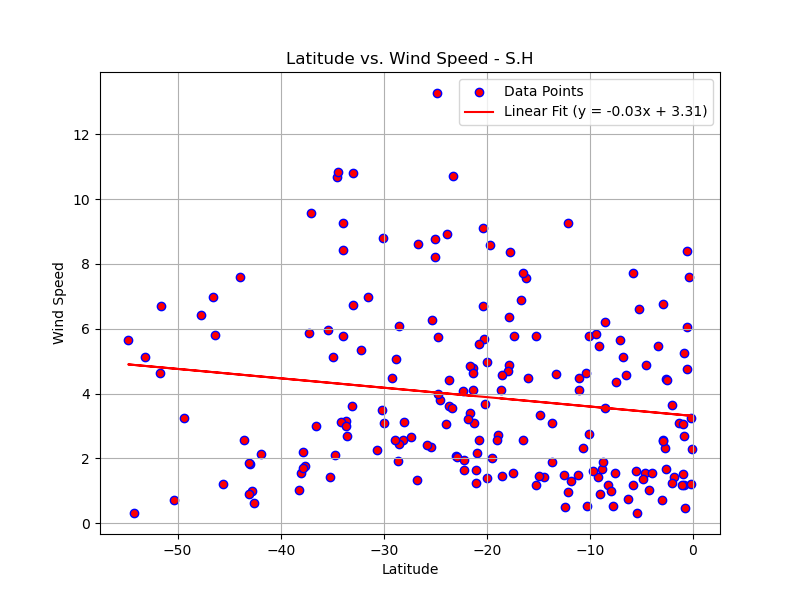 Latitude vs. Wind Speed - S.H
Data Points
Linear Fit (y = -0.03x + 3.31)
12
10
8
6
4
2
0
Wind Speed
−50 −40 −30 −20 −10 0
Latitude